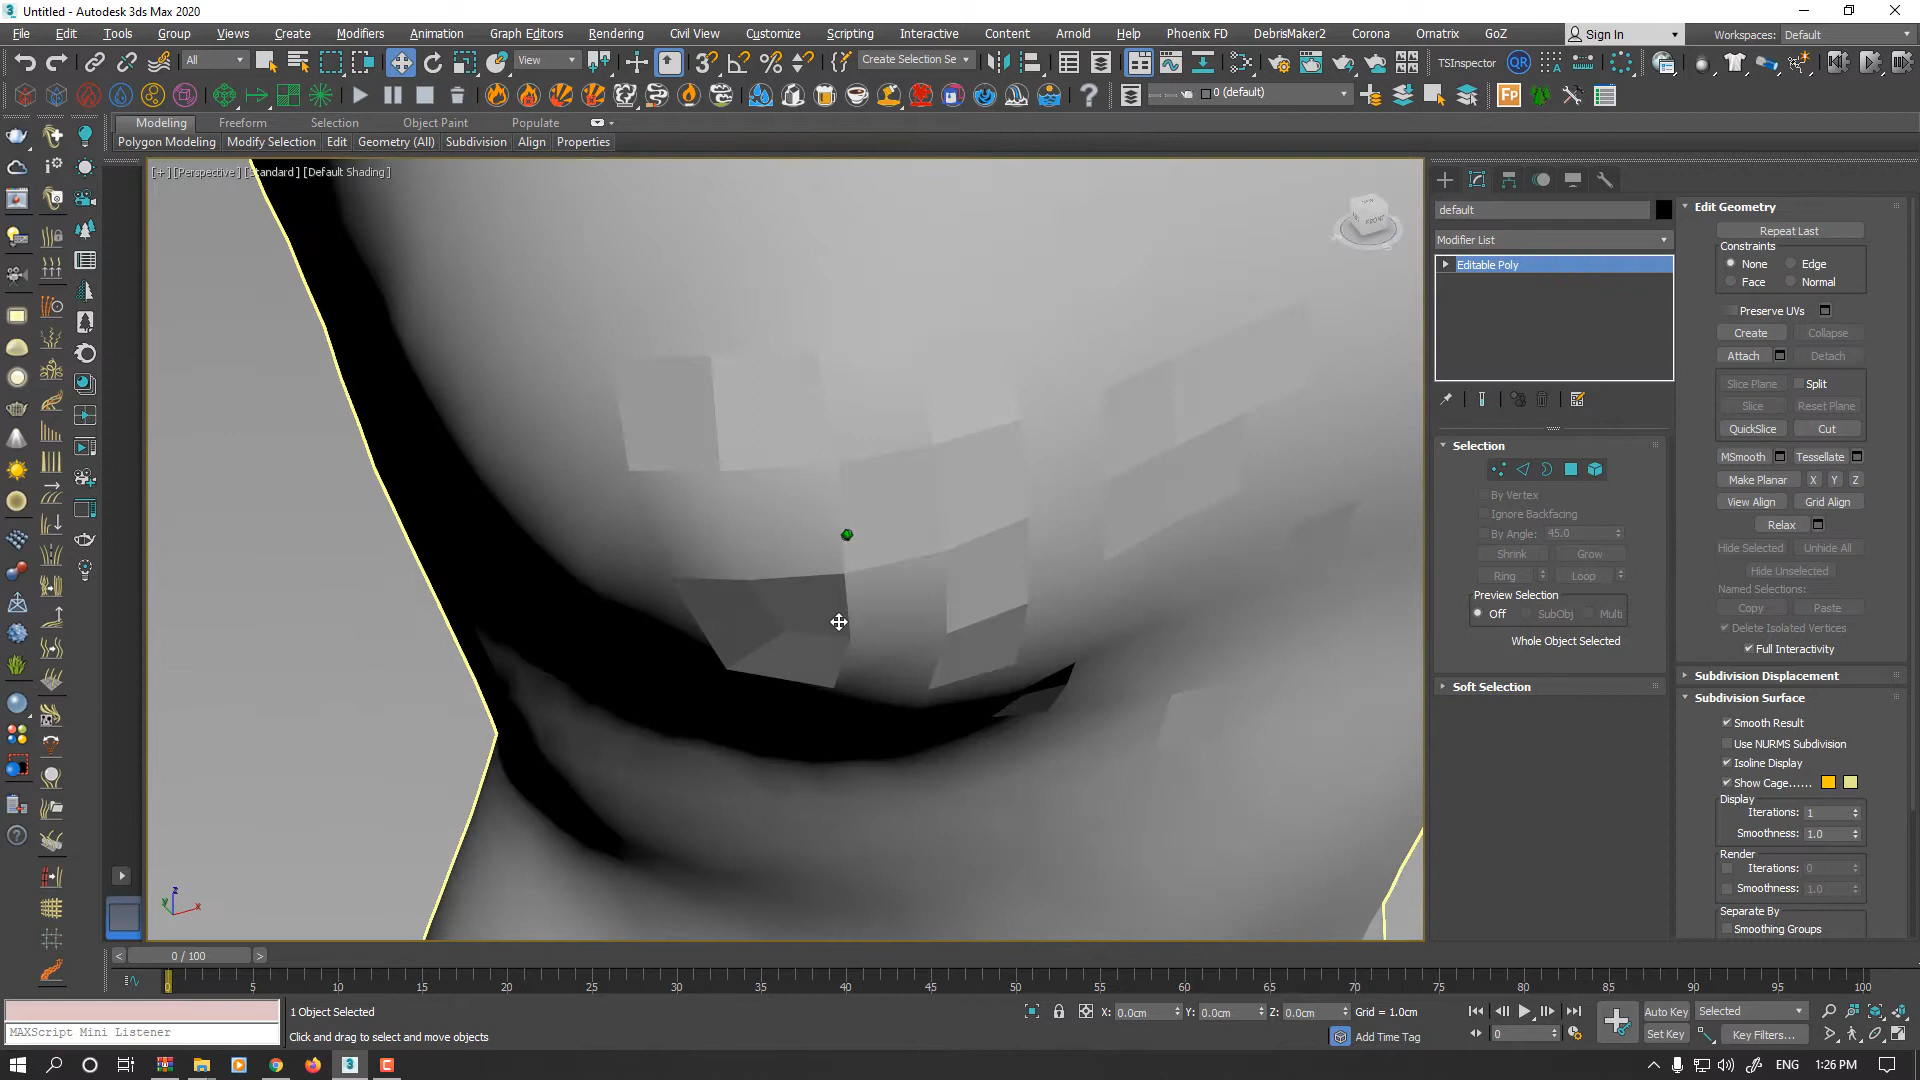 Untitled - Autodesk 3ds Max 2020
File Edit Tools Group Views Create Modifiers Animation Graph Editors Rendering Civil View Customize Scripting Interactive Content Arnold Help Phoenix FD DebrisMaker2 Corona Ornatrix GoZ Sign In Workspaces: Default
All View Create Selection Se TSInspector QR
0 (default) Fp
Modeling Freeform Selection Object Paint Populate
Polygon Modeling Modify Selection Edit Geometry (All) Subdivision Align Properties
[+] [Perspective] [Standard] [Default Shading]
FRONT
default
Modifier List
Editable Poly
Selection
By Vertex
Ignore Backfacing
By Angle: 45.0
Shrink Grow
Ring Loop
Preview Selection
Off SubObj Multi
Whole Object Selected
Soft Selection
Edit Geometry
Repeat Last
Constraints
None Edge
Face Normal
Preserve UVs
Create Collapse
Attach Detach
Slice Plane Split
Slice Reset Plane
QuickSlice Cut
MSmooth Tessellate
Make Planar X Y Z
View Align Grid Align
Relax
Hide Selected Unhide All
Hide Unselected
Named Selections:
Copy Paste
Delete Isolated Vertices
Full Interactivity
Subdivision Displacement
Subdivision Surface
Smooth Result
Use NURMS Subdivision
Isoline Display
Show Cage......
Display
Iterations: 1
Smoothness: 1.0
Render
Iterations: 0
Smoothness: 1.0
Separate By
Smoothing Groups
z
y x
< 0 / 100 >
0 5 10 15 20 25 30 35 40 45 50 55 60 65 70 75 80 85 90 95 100
1 Object Selected
X: 0.0cm Y: 0.0cm Z: 0.0cm Grid = 1.0cm
Auto Key Selected
MAXScript Mini Listener
Click and drag to select and move objects
Add Time Tag
0
Set Key Key Filters...
ENG 1:26 PM